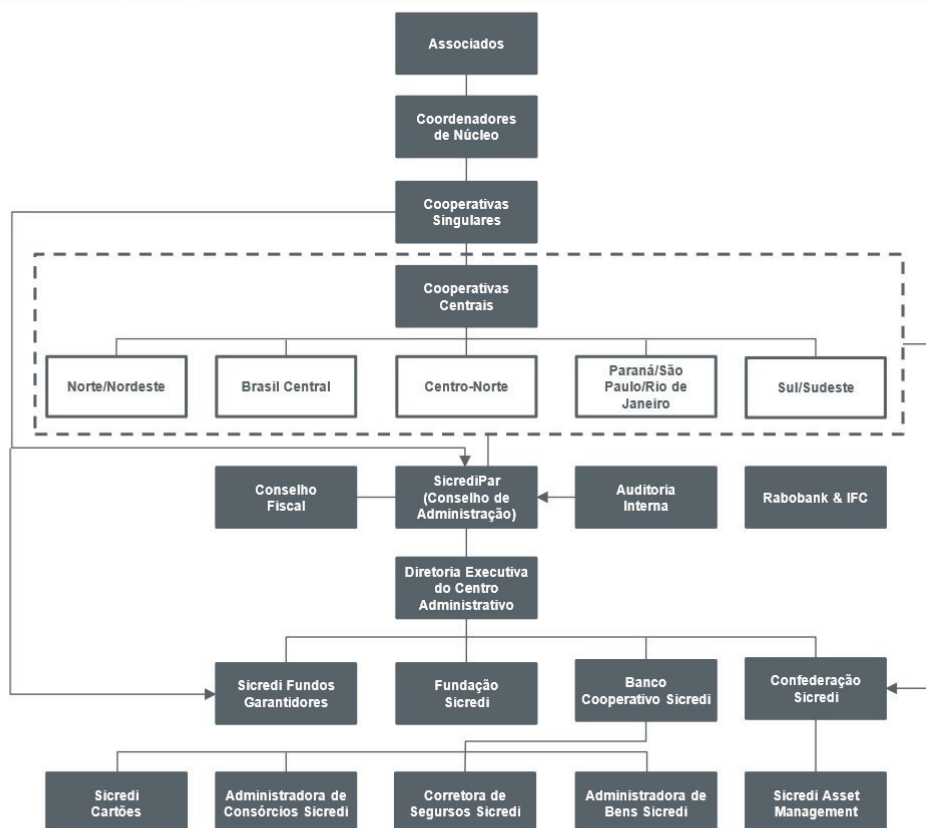 Associados
Coordenadores
de Núcleo
Cooperativas
Singulares
Cooperativas
Centrais
Norte/Nordeste
Brasil Central
Centro-Norte
Paraná/São
Paulo/Rio de
Janeiro
Sul/Sudeste
Conselho
Fiscal
SicrediPar
(Conselho de
Administração)
Auditoria
Interna
Rabobank & IFC
Diretoria Executiva
do Centro
Administrativo
Sicredi Fundos
Garantidores
Fundação
Sicredi
Banco
Cooperativo Sicredi
Confederação
Sicredi
Sicredi
Cartões
Administradora de
Consórcios Sicredi
Corretora de
Segursos Sicredi
Administradora de
Bens Sicredi
Sicredi Asset
Management